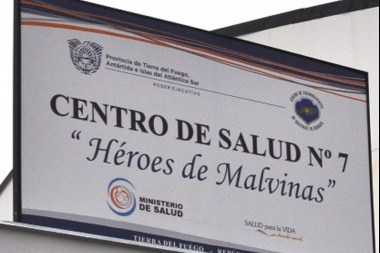 Provincia de Tierra del Fuego,
Antártida e Islas del Atlántico Sur
PODER EJECUTIVO
CENTRO DE SALUD Nº 7
“Héroes de Malvinas”
MINISTERIO
DE SALUD
SALUD para la VIDA
TIERRA DEL FUEGO -